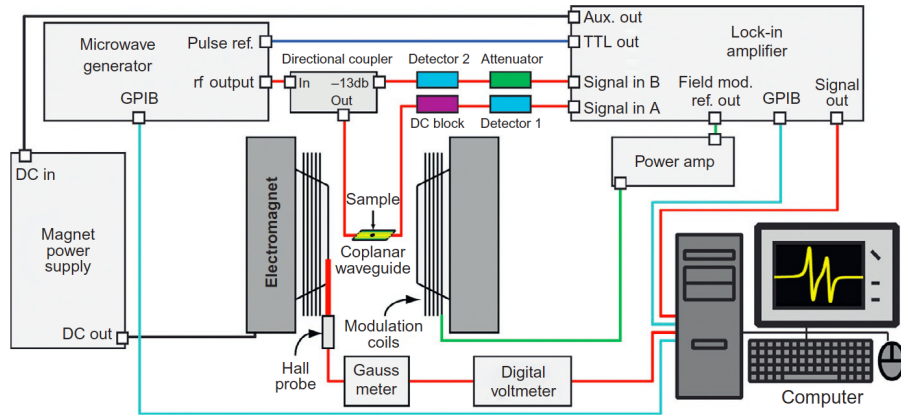 Microwave
generator
Pulse ref.
rf output
GPIB
Directional coupler
In
–13db
Out
Detector 2
Attenuator
DC block
Detector 1
Aux. out
TTL out
Lock-in
amplifier
Signal in B
Signal in A
Field mod.
ref. out
GPIB
Signal
out
Power amp
DC in
Magnet
power
supply
DC out
Electromagnet
Sample
Coplanar
waveguide
Modulation
coils
Hall
probe
Gauss
meter
Digital
voltmeter
Computer